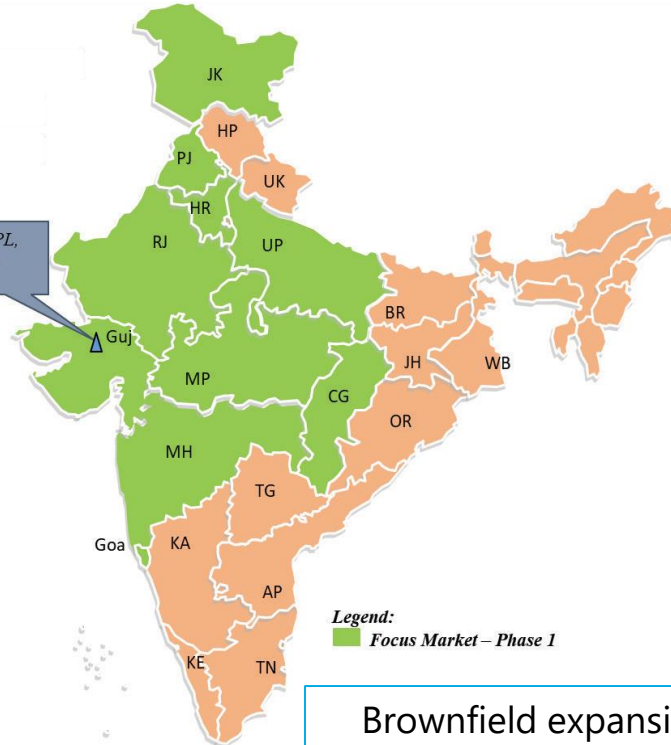 JK
HP
PJ
UK
HR
PL,
RJ
UP
Guj
BR
MP
JH
WB
CG
OR
MH
TG
Goa
KA
AP
Legend:
Focus Market – Phase 1
KE
TN
Brownfield